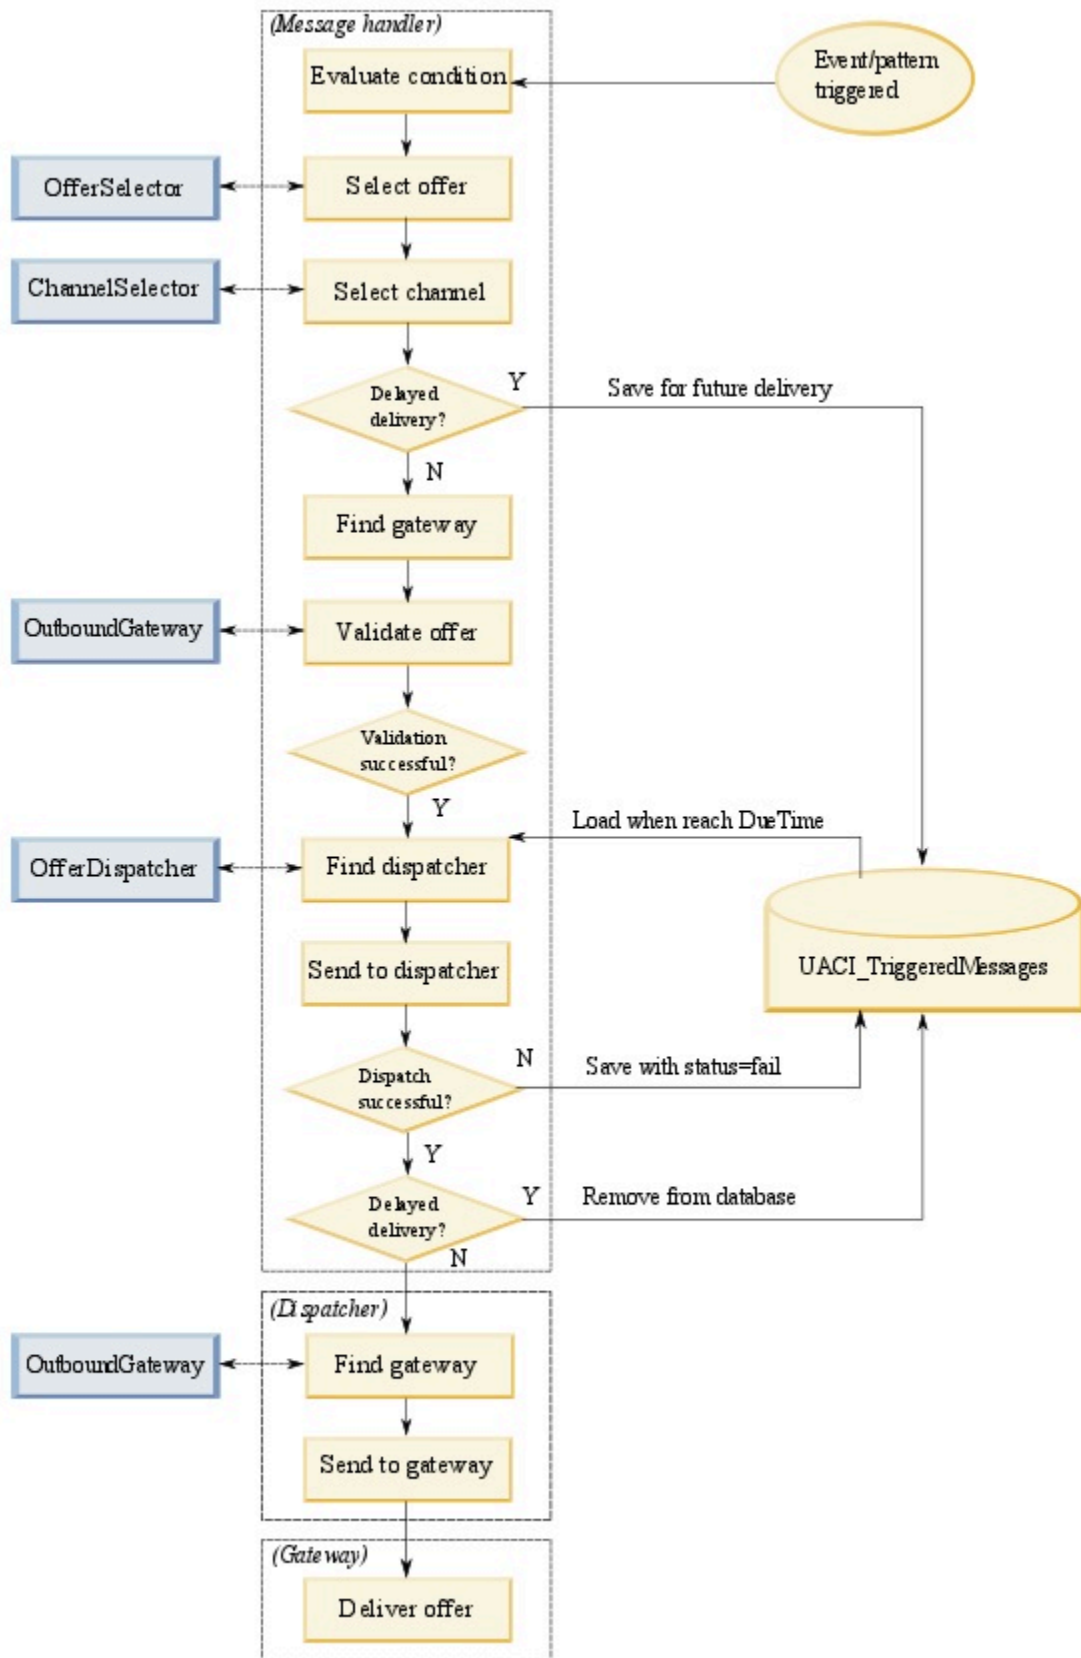 (Message handler)
Evaluate condition
Event/pattern
triggered
OfferSelector
Select offer
ChannelSelector
Select channel
Delayed
delivery?
Y
Save for future delivery
N
Find gateway
OutboundGateway
Validate offer
Validation
successful?
Y
Load when reach DueTime
OfferDispatcher
Find dispatcher
Send to dispatcher
UACI_TriggeredMessages
Dispatch
successful?
N
Save with status=fail
Y
Delayed
delivery?
Y
Remove from database
N
(Dispatcher)
OutboundGateway
Find gateway
Send to gateway
(Gateway)
Deliver offer